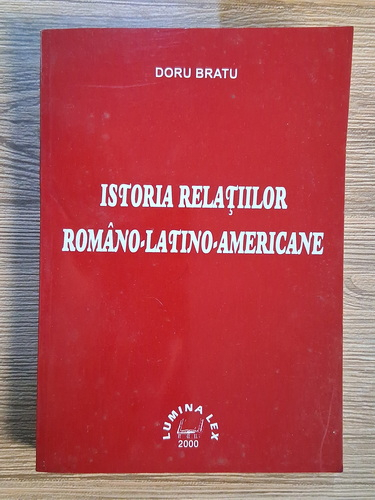 DORU BRATU
ISTORIA RELAȚIILOR
ROMÂNO-LATINO-AMERICANE
LUMINA LEX
2000